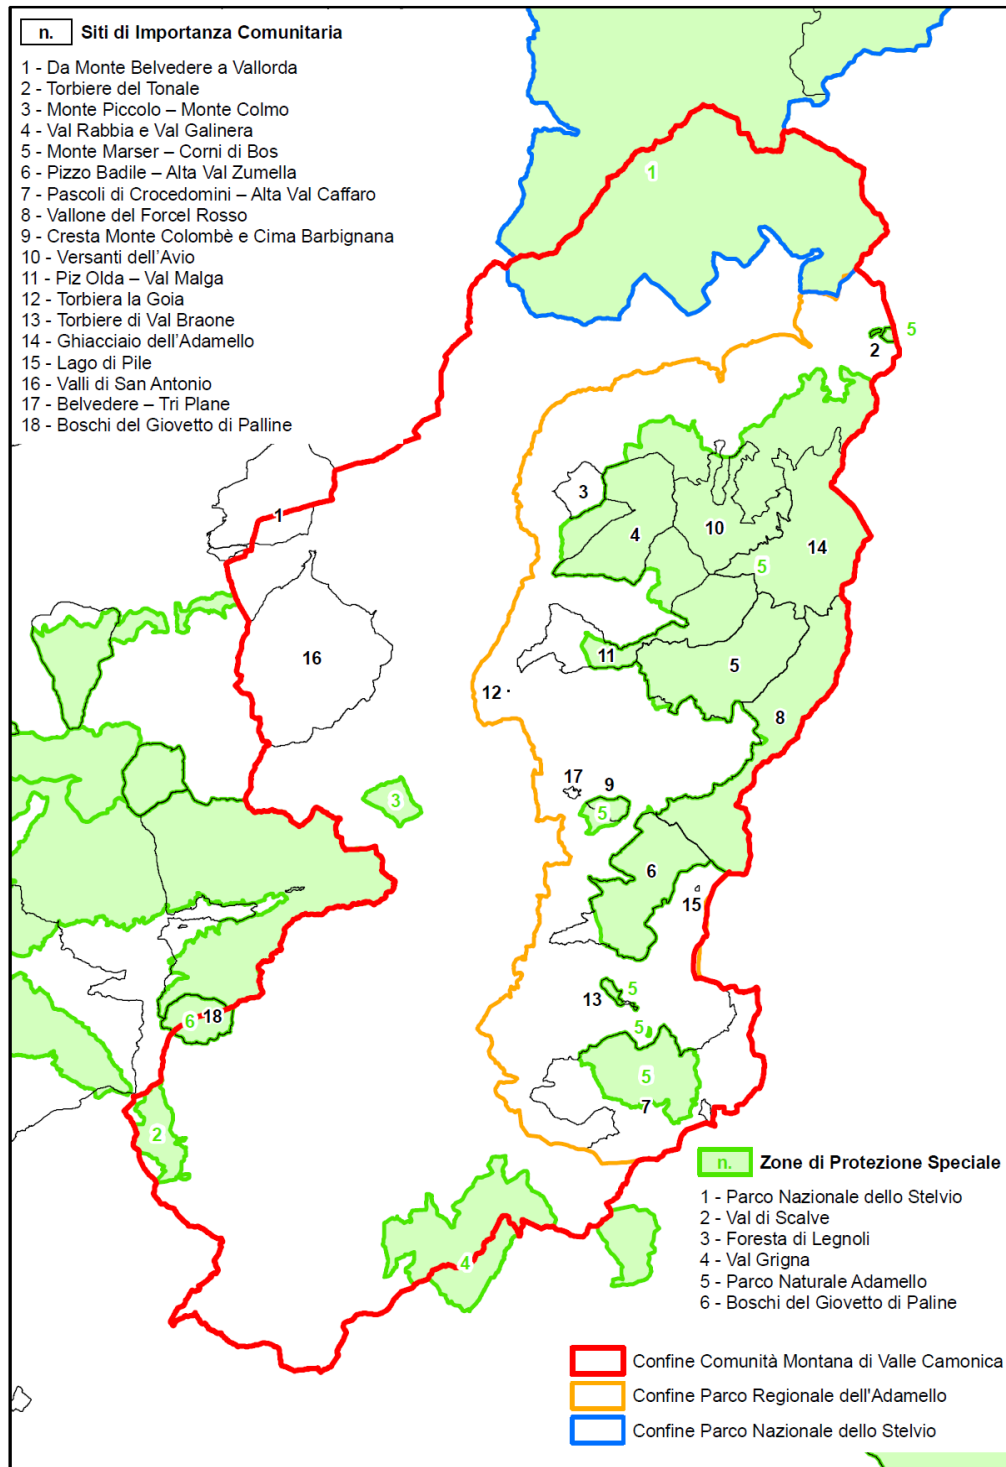 n. Siti di Importanza Comunitaria
1 - Da Monte Belvedere a Vallorda
2 - Torbiere del Tonale
3 - Monte Piccolo – Monte Colmo
4 - Val Rabbia e Val Galinera
5 - Monte Marser – Corni di Bos
6 - Pizzo Badile – Alta Val Zumella
7 - Pascoli di Crocedomini – Alta Val Caffaro
8 - Vallone del Forcel Rosso
9 - Cresta Monte Colombè e Cima Barbignana
10 - Versanti dell'Avio
11 - Piz Olda – Val Malga
12 - Torbiera la Goia
13 - Torbiere di Val Braone
14 - Ghiacciaio dell'Adamello
15 - Lago di Pile
16 - Valli di San Antonio
17 - Belvedere – Tri Plane
18 - Boschi del Giovetto di Palline
1
5
2
3
1
10
4
14
5
11
16
5
12
8
17
9
3
5
6
15
13
5
18
6
5
5
7
2
4
n. Zone di Protezione Speciale
1 - Parco Nazionale dello Stelvio
2 - Val di Scalve
3 - Foresta di Legnoli
4 - Val Grigna
5 - Parco Naturale Adamello
6 - Boschi del Giovetto di Paline
Confine Comunità Montana di Valle Camonica
Confine Parco Regionale dell'Adamello
Confine Parco Nazionale dello Stelvio